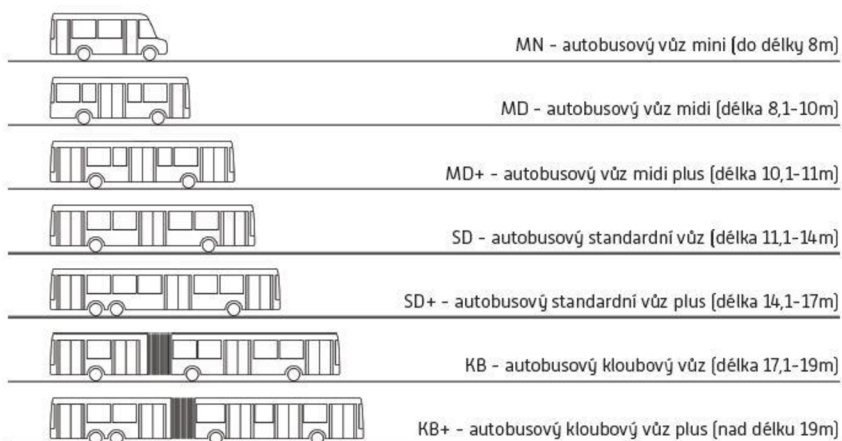 MN - autobusový vůz mini (do délky 8m)
MD - autobusový vůz midi (délka 8,1-10m)
MD+ - autobusový vůz midi plus (délka 10,1-11m)
SD - autobusový standardní vůz (délka 11,1-14m)
SD+ - autobusový standardní vůz plus (délka 14,1-17m)
KB - autobusový kloubový vůz (délka 17,1-19m)
KB+ - autobusový kloubový vůz plus (nad délku 19m)